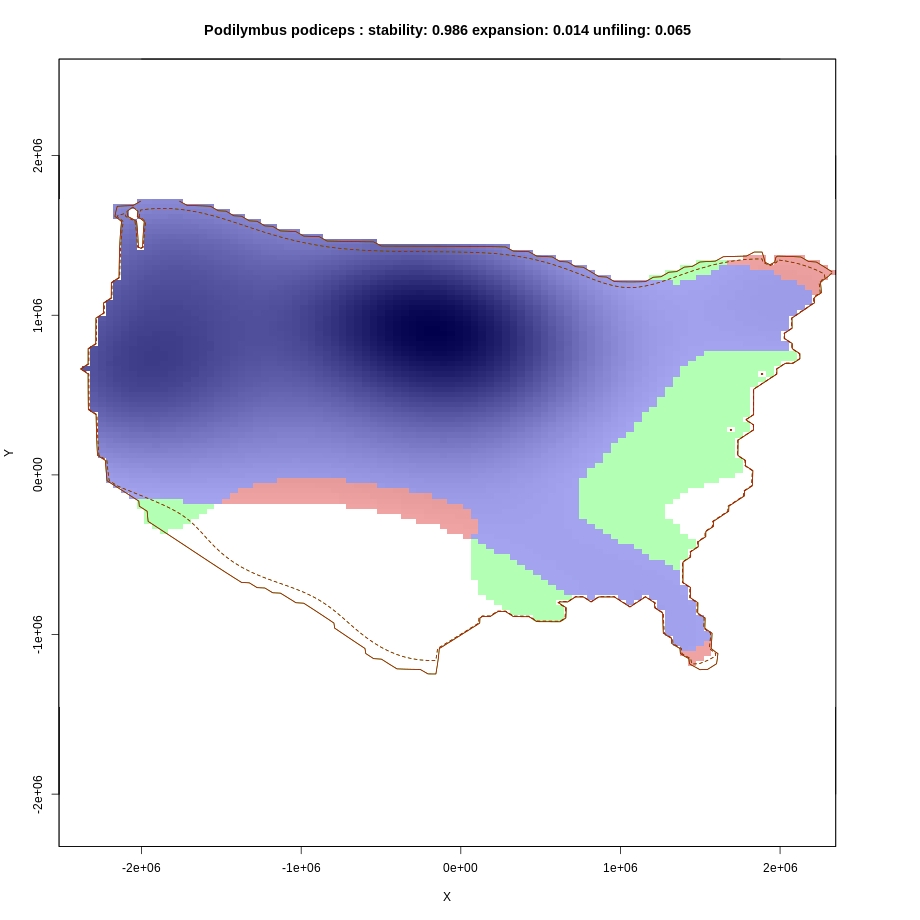 Podilymbus podiceps : stability: 0.986 expansion: 0.014 unfiling: 0.065
2e+06
1e+06
0e+00
-1e+06
-2e+06
Y
-2e+06 -1e+06 0e+00 1e+06 2e+06
X